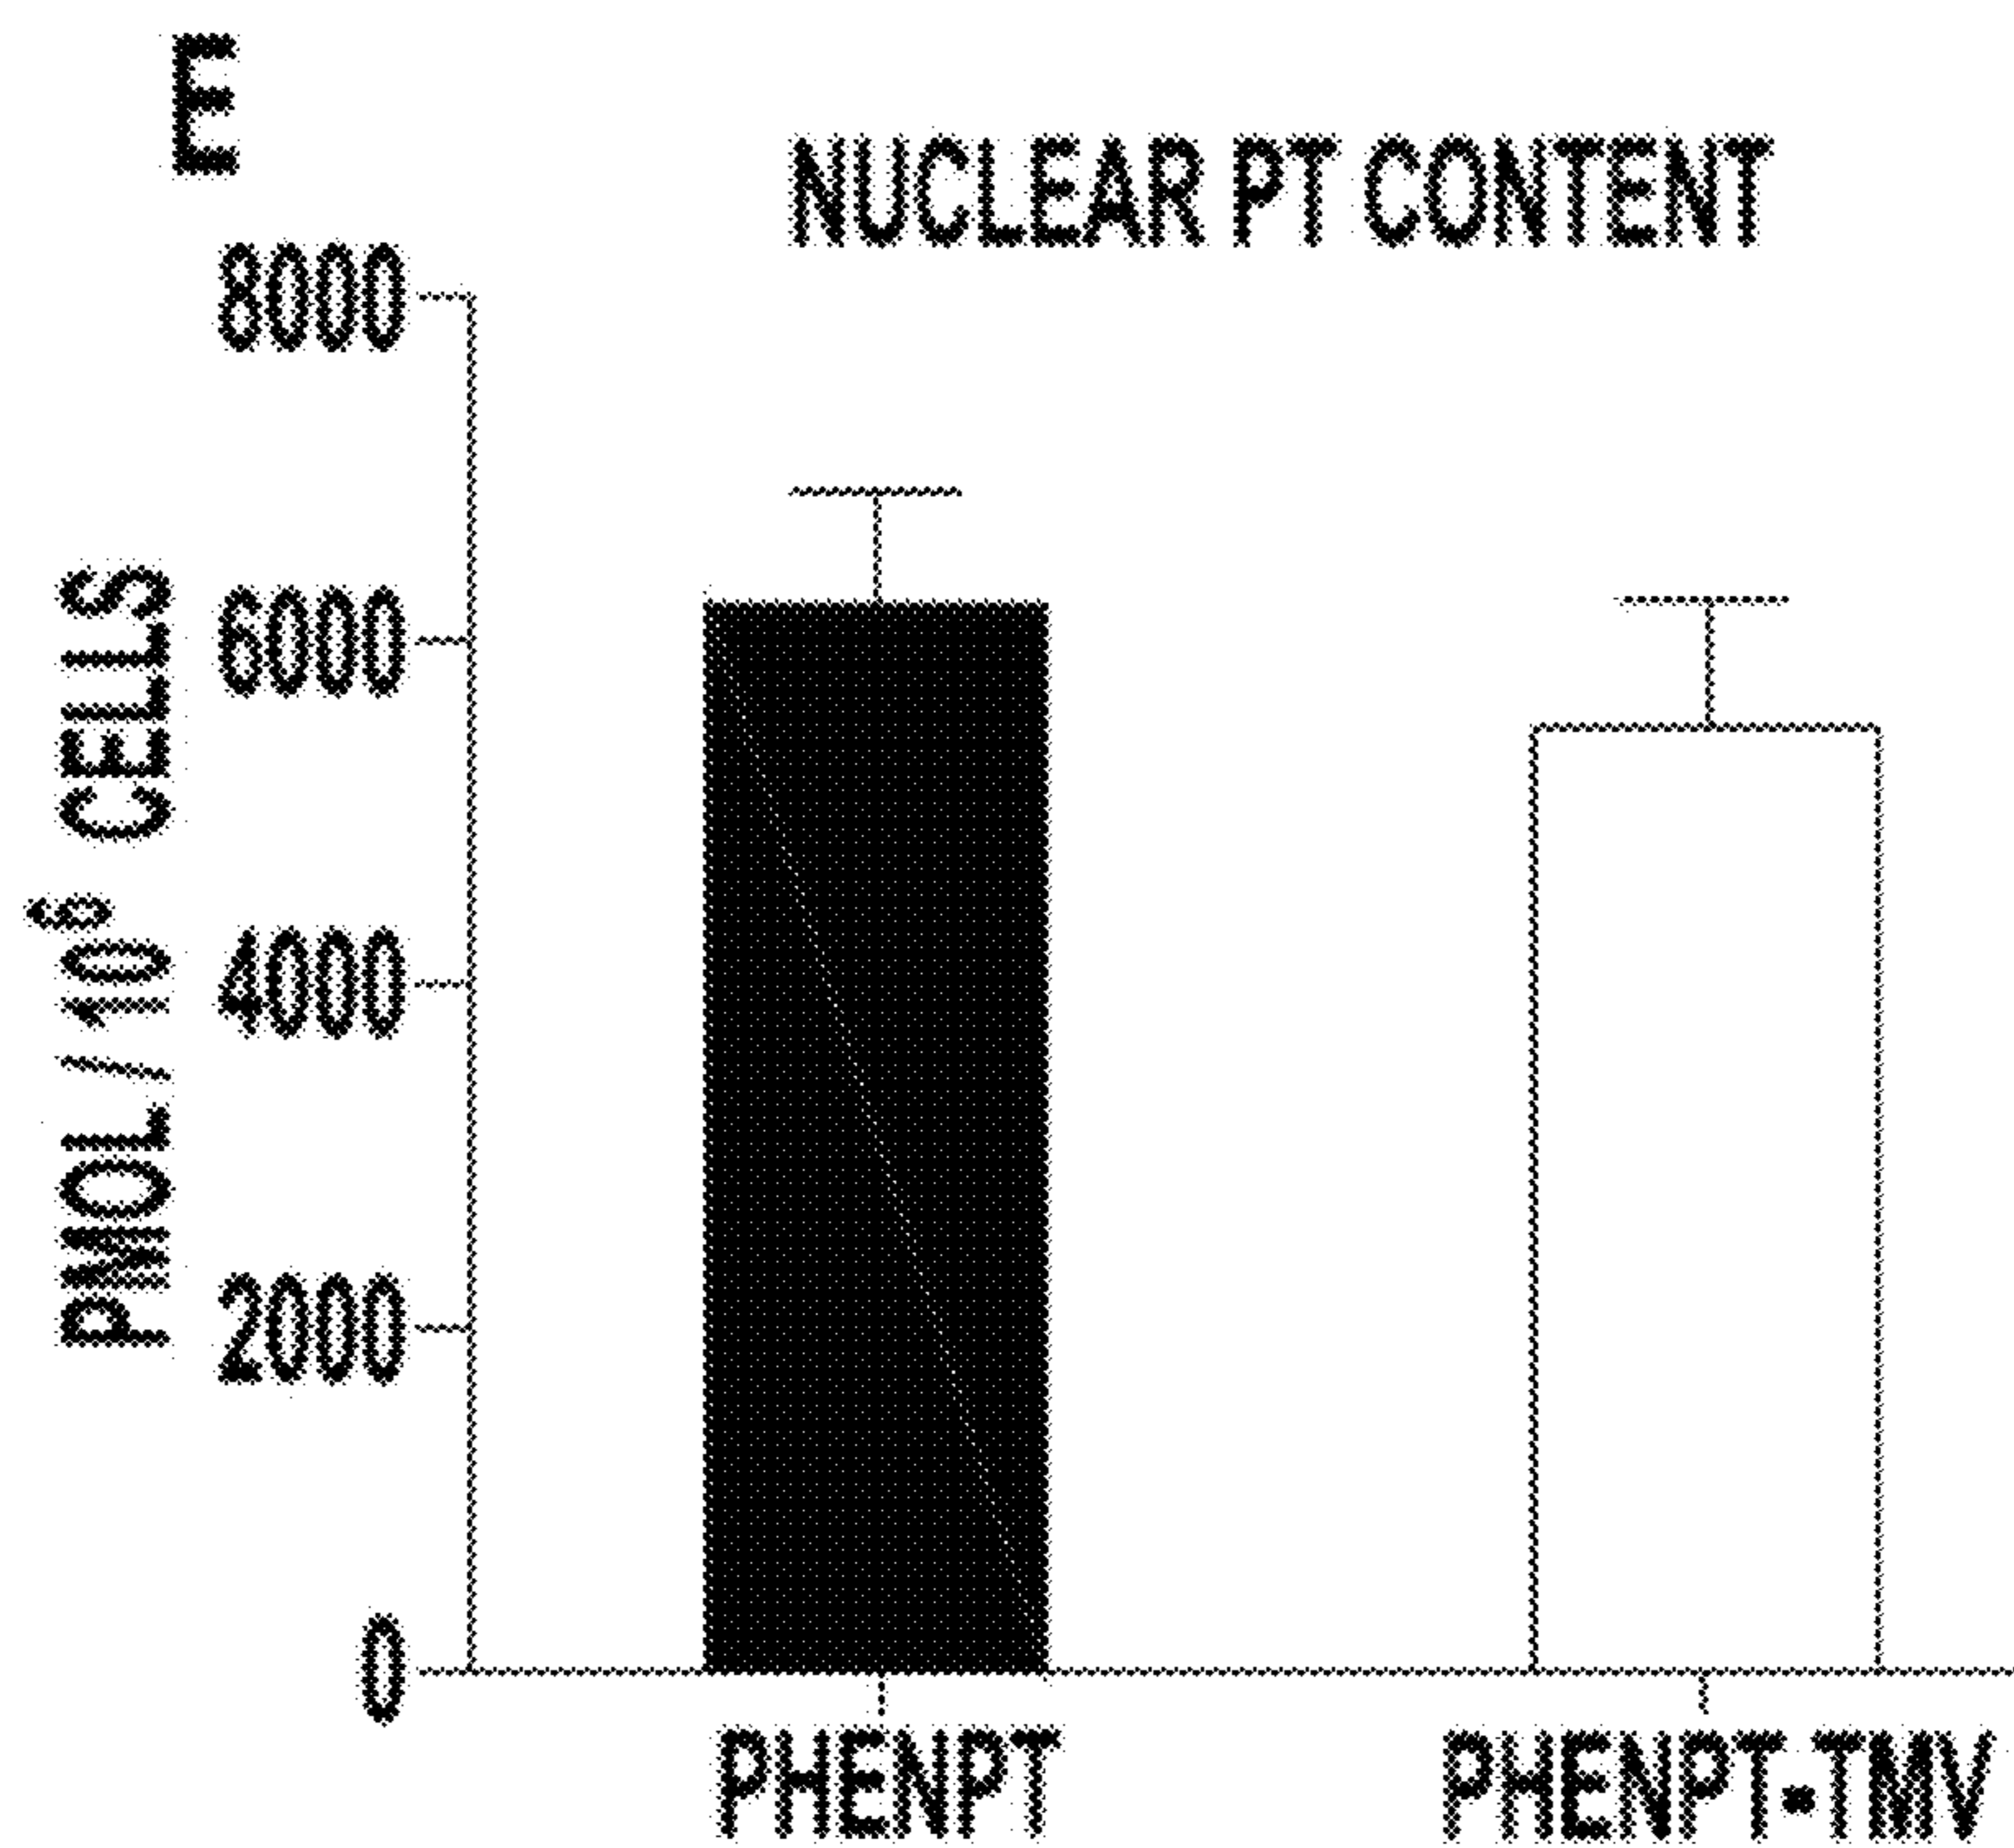 E
NUCLEAR PT CONTENT
PMOL / 10⁶ CELLS
8000
6000
4000
2000
0
PHENPT
PHENPT-TMV